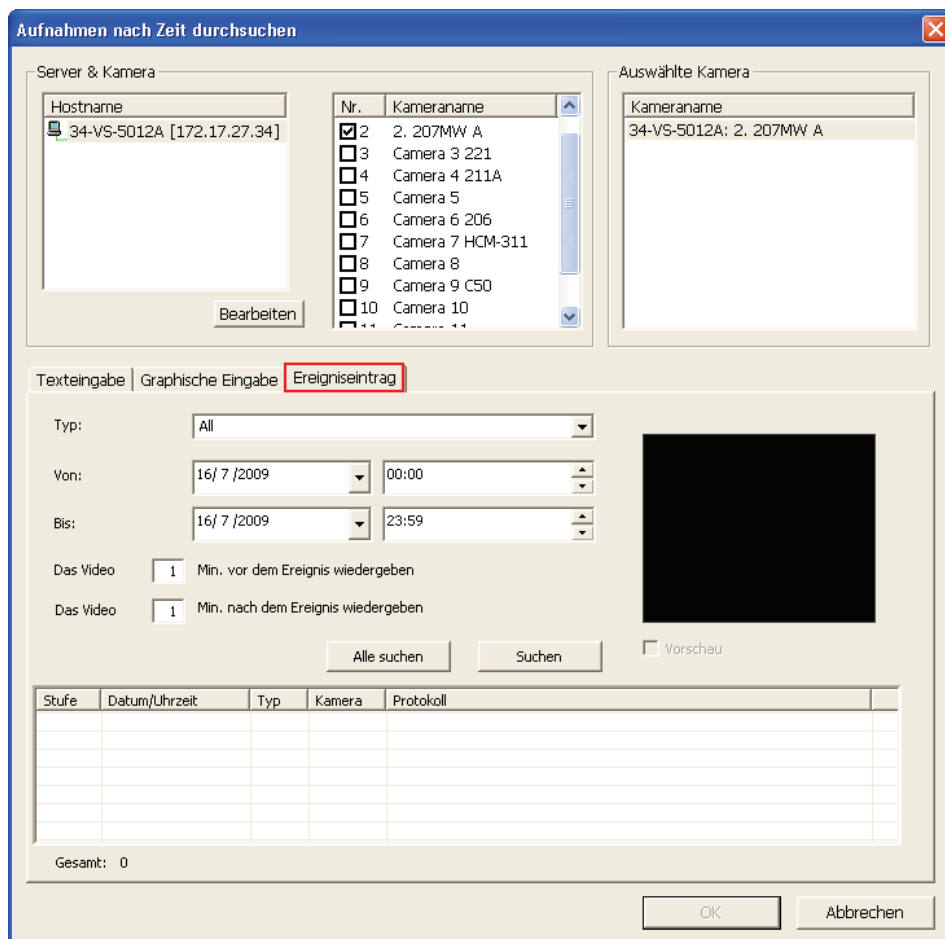 Aufnahmen nach Zeit durchsuchen
Server & Kamera
Hostname
34-VS-5012A [172.17.27.34]
Bearbeiten
Nr. Kameraname
2 2. 207MW A
3 Camera 3 221
4 Camera 4 211A
5 Camera 5
6 Camera 6 206
7 Camera 7 HCM-311
8 Camera 8
9 Camera 9 C50
10 Camera 10
11 Camera 11
Auswählte Kamera
Kameraname
34-VS-5012A: 2. 207MW A
Texteingabe Graphische Eingabe Ereigniseintrag
Typ: All
Von: 16/ 7 /2009 00:00
Bis: 16/ 7 /2009 23:59
Das Video 1 Min. vor dem Ereignis wiedergeben
Das Video 1 Min. nach dem Ereignis wiedergeben
Vorschau
Alle suchen Suchen
Stufe Datum/Uhrzeit Typ Kamera Protokoll
Gesamt: 0
OK Abbrechen